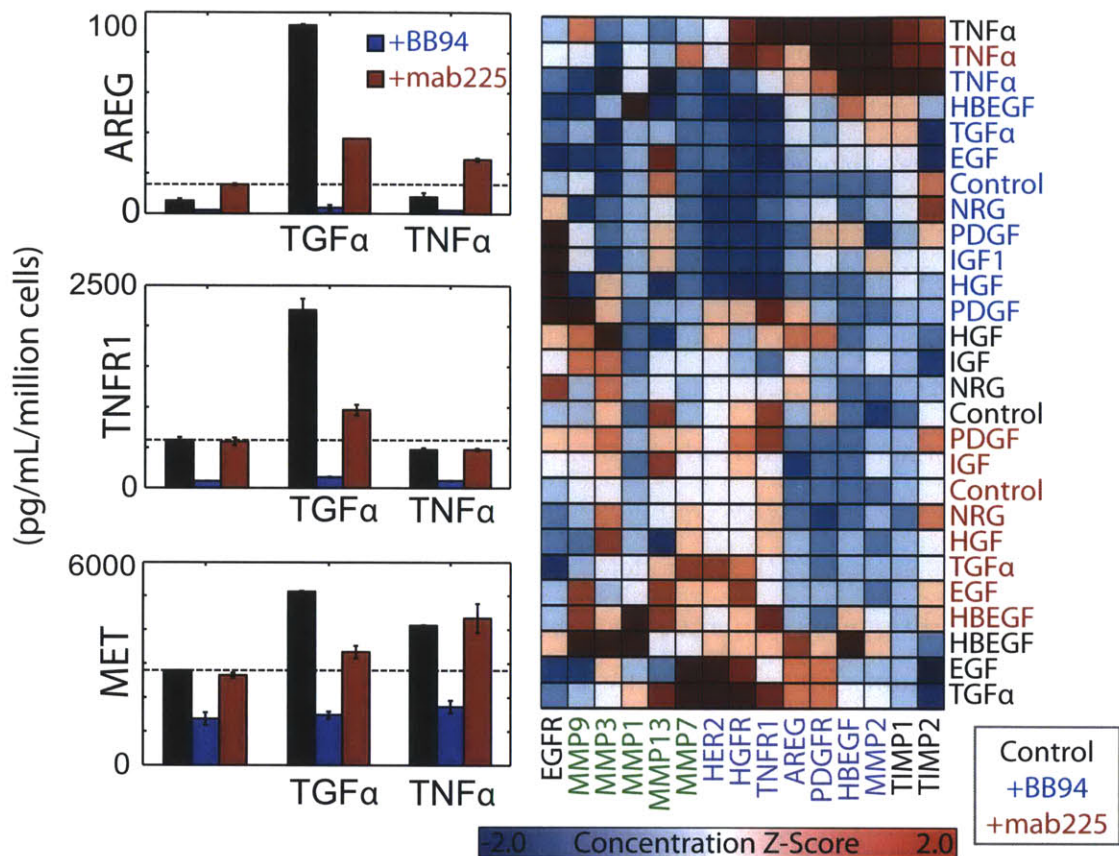 (pg/mL/million cells)
AREG
100
0
+BB94
+mab225
TGFα
TNFα
TNFR1
2500
0
TGFα
TNFα
MET
6000
0
TGFα
TNFα
TNFα
TNFα
TNFα
HBEGF
TGFα
EGF
Control
NRG
PDGF
IGF1
HGF
PDGF
HGF
IGF
NRG
Control
PDGF
IGF
Control
NRG
HGF
TGFα
EGF
HBEGF
HBEGF
EGF
TGFα
EGFR
MMP9
MMP3
MMP1
MMP13
MMP7
HER2
HGFR
TNFR1
AREG
PDGFR
HBEGF
MMP2
TIMP1
TIMP2
-2.0 Concentration Z-Score 2.0
Control
+BB94
+mab225